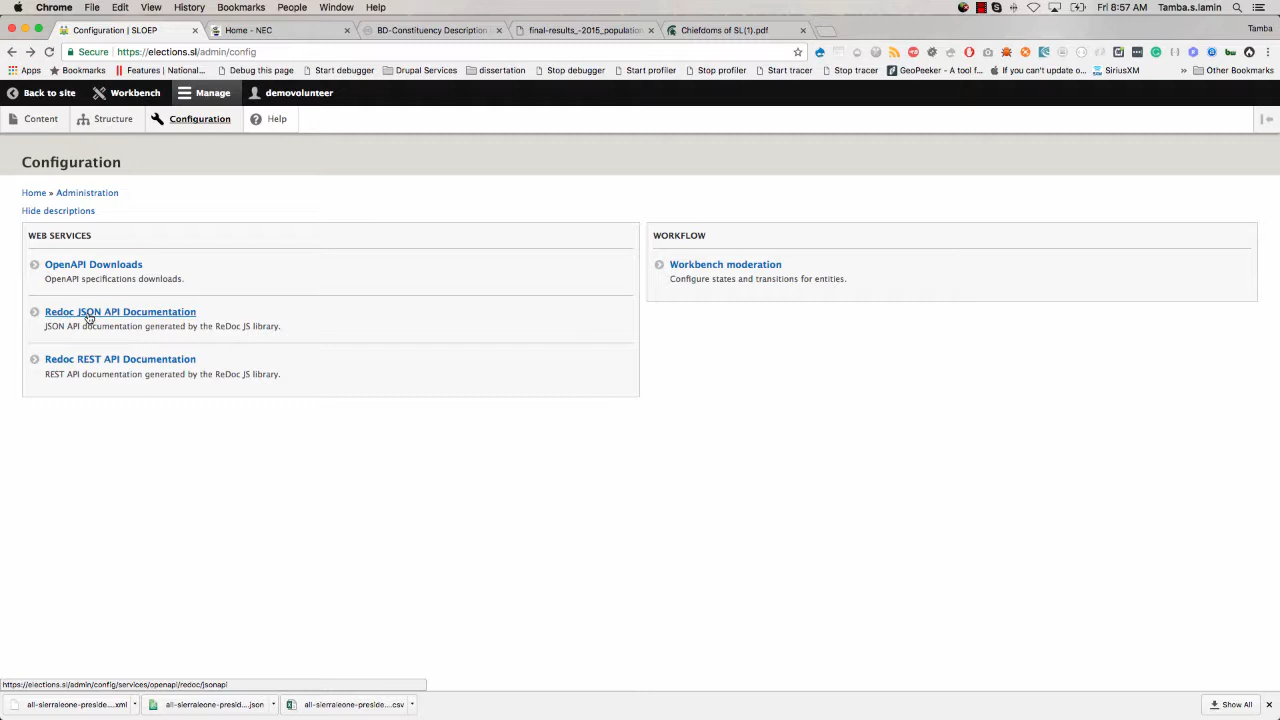 Chrome File Edit View History Bookmarks People Window Help Fri 8:57 AM Tamba.s.lamin
Configuration | SLOEP Home - NEC BD-Constituency Description final-results_-2015_population Chiefdoms of SL(1).pdf Tamba
Secure https://elections.sl/admin/config
Apps Bookmarks Features | National... Debug this page Start debugger Drupal Services dissertation Stop debugger Start profiler Stop profiler Start tracer Stop tracer GeoPeeker - A tool f... If you can't update o... SiriusXM » Other Bookmarks
Back to site Workbench Manage demovolunteer
Content Structure Configuration Help
Configuration
Home » Administration
Hide descriptions
WEB SERVICES
OpenAPI Downloads
OpenAPI specifications downloads.
Redoc JSON API Documentation
JSON API documentation generated by the ReDoc JS library.
Redoc REST API Documentation
REST API documentation generated by the ReDoc JS library.
WORKFLOW
Workbench moderation
Configure states and transitions for entities.
https://elections.sl/admin/config/services/openapi/redoc/jsonapi
all-sierraleone-preside....xml all-sierraleone-presid....json all-sierraleone-preside....csv Show All